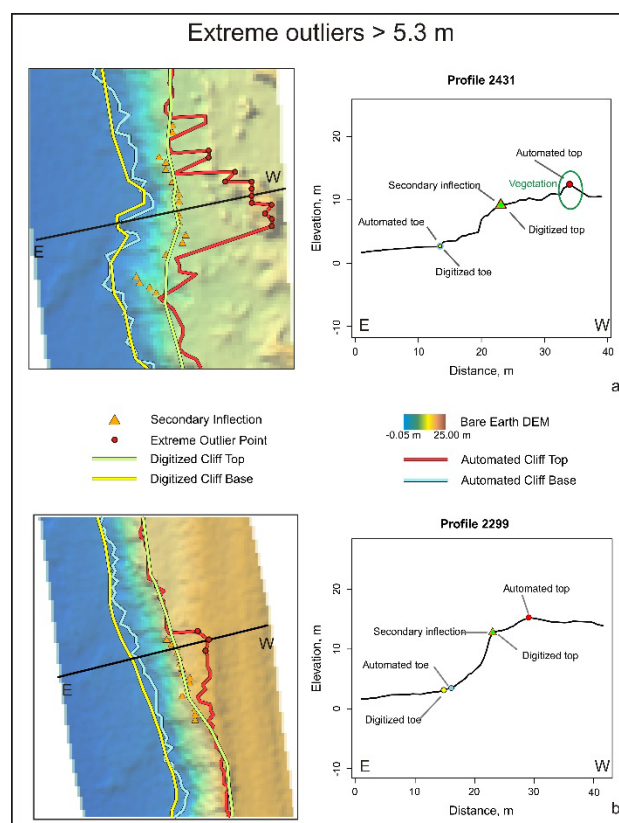 Extreme outliers > 5.3 m
W
E
Profile 2431
Elevation, m
20
10
0
-10
Automated top
Vegetation
Secondary inflection
Digitized top
Automated toe
Digitized toe
E
W
0
10
20
30
40
Distance, m
a
Secondary Inflection
Extreme Outlier Point
Digitized Cliff Top
Digitized Cliff Base
Bare Earth DEM
-0.05 m 25.00 m
Automated Cliff Top
Automated Cliff Base
W
E
Profile 2299
Elevation, m
20
10
0
-10
Automated top
Secondary inflection
Digitized top
Automated toe
Digitized toe
E
W
0
10
20
30
40
Distance, m
b